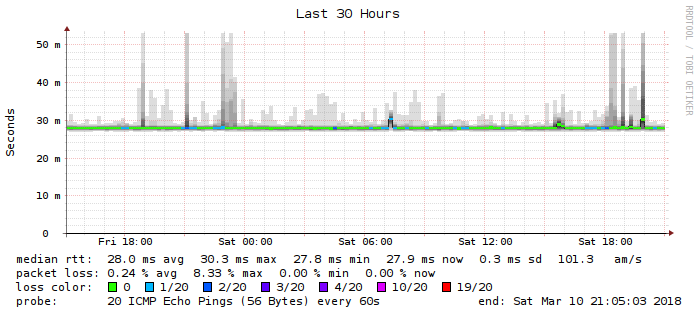 Last 30 Hours
RRDTOOL / TOBI OETIKER
Seconds
50 m
40 m
30 m
20 m
10 m
0
Fri 18:00 Sat 00:00 Sat 06:00 Sat 12:00 Sat 18:00
median rtt: 28.0 ms avg 30.3 ms max 27.8 ms min 27.9 ms now 0.3 ms sd 101.3 am/s
packet loss: 0.24 % avg 8.33 % max 0.00 % min 0.00 % now
loss color: 0 1/20 2/20 3/20 4/20 10/20 19/20
probe: 20 ICMP Echo Pings (56 Bytes) every 60s end: Sat Mar 10 21:05:03 2018